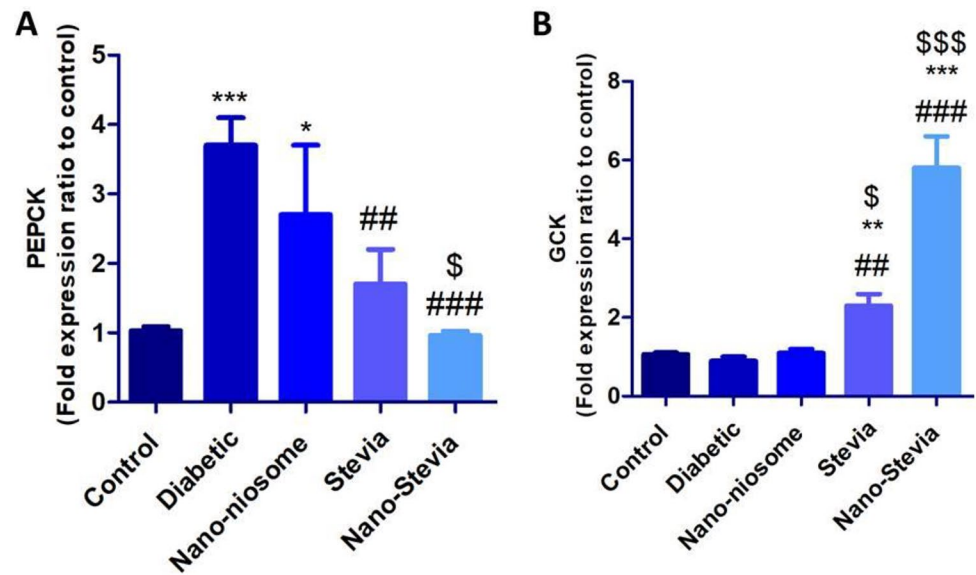 A
PEPCK
(Fold expression ratio to control)
5
4
3
2
1
0
***
*
##
$
###
Control
Diabetic
Nano-niosome
Stevia
Nano-Stevia
B
GCK
(Fold expression ratio to control)
8
6
4
2
0
$
**
##
$$$
***
###
Control
Diabetic
Nano-niosome
Stevia
Nano-Stevia